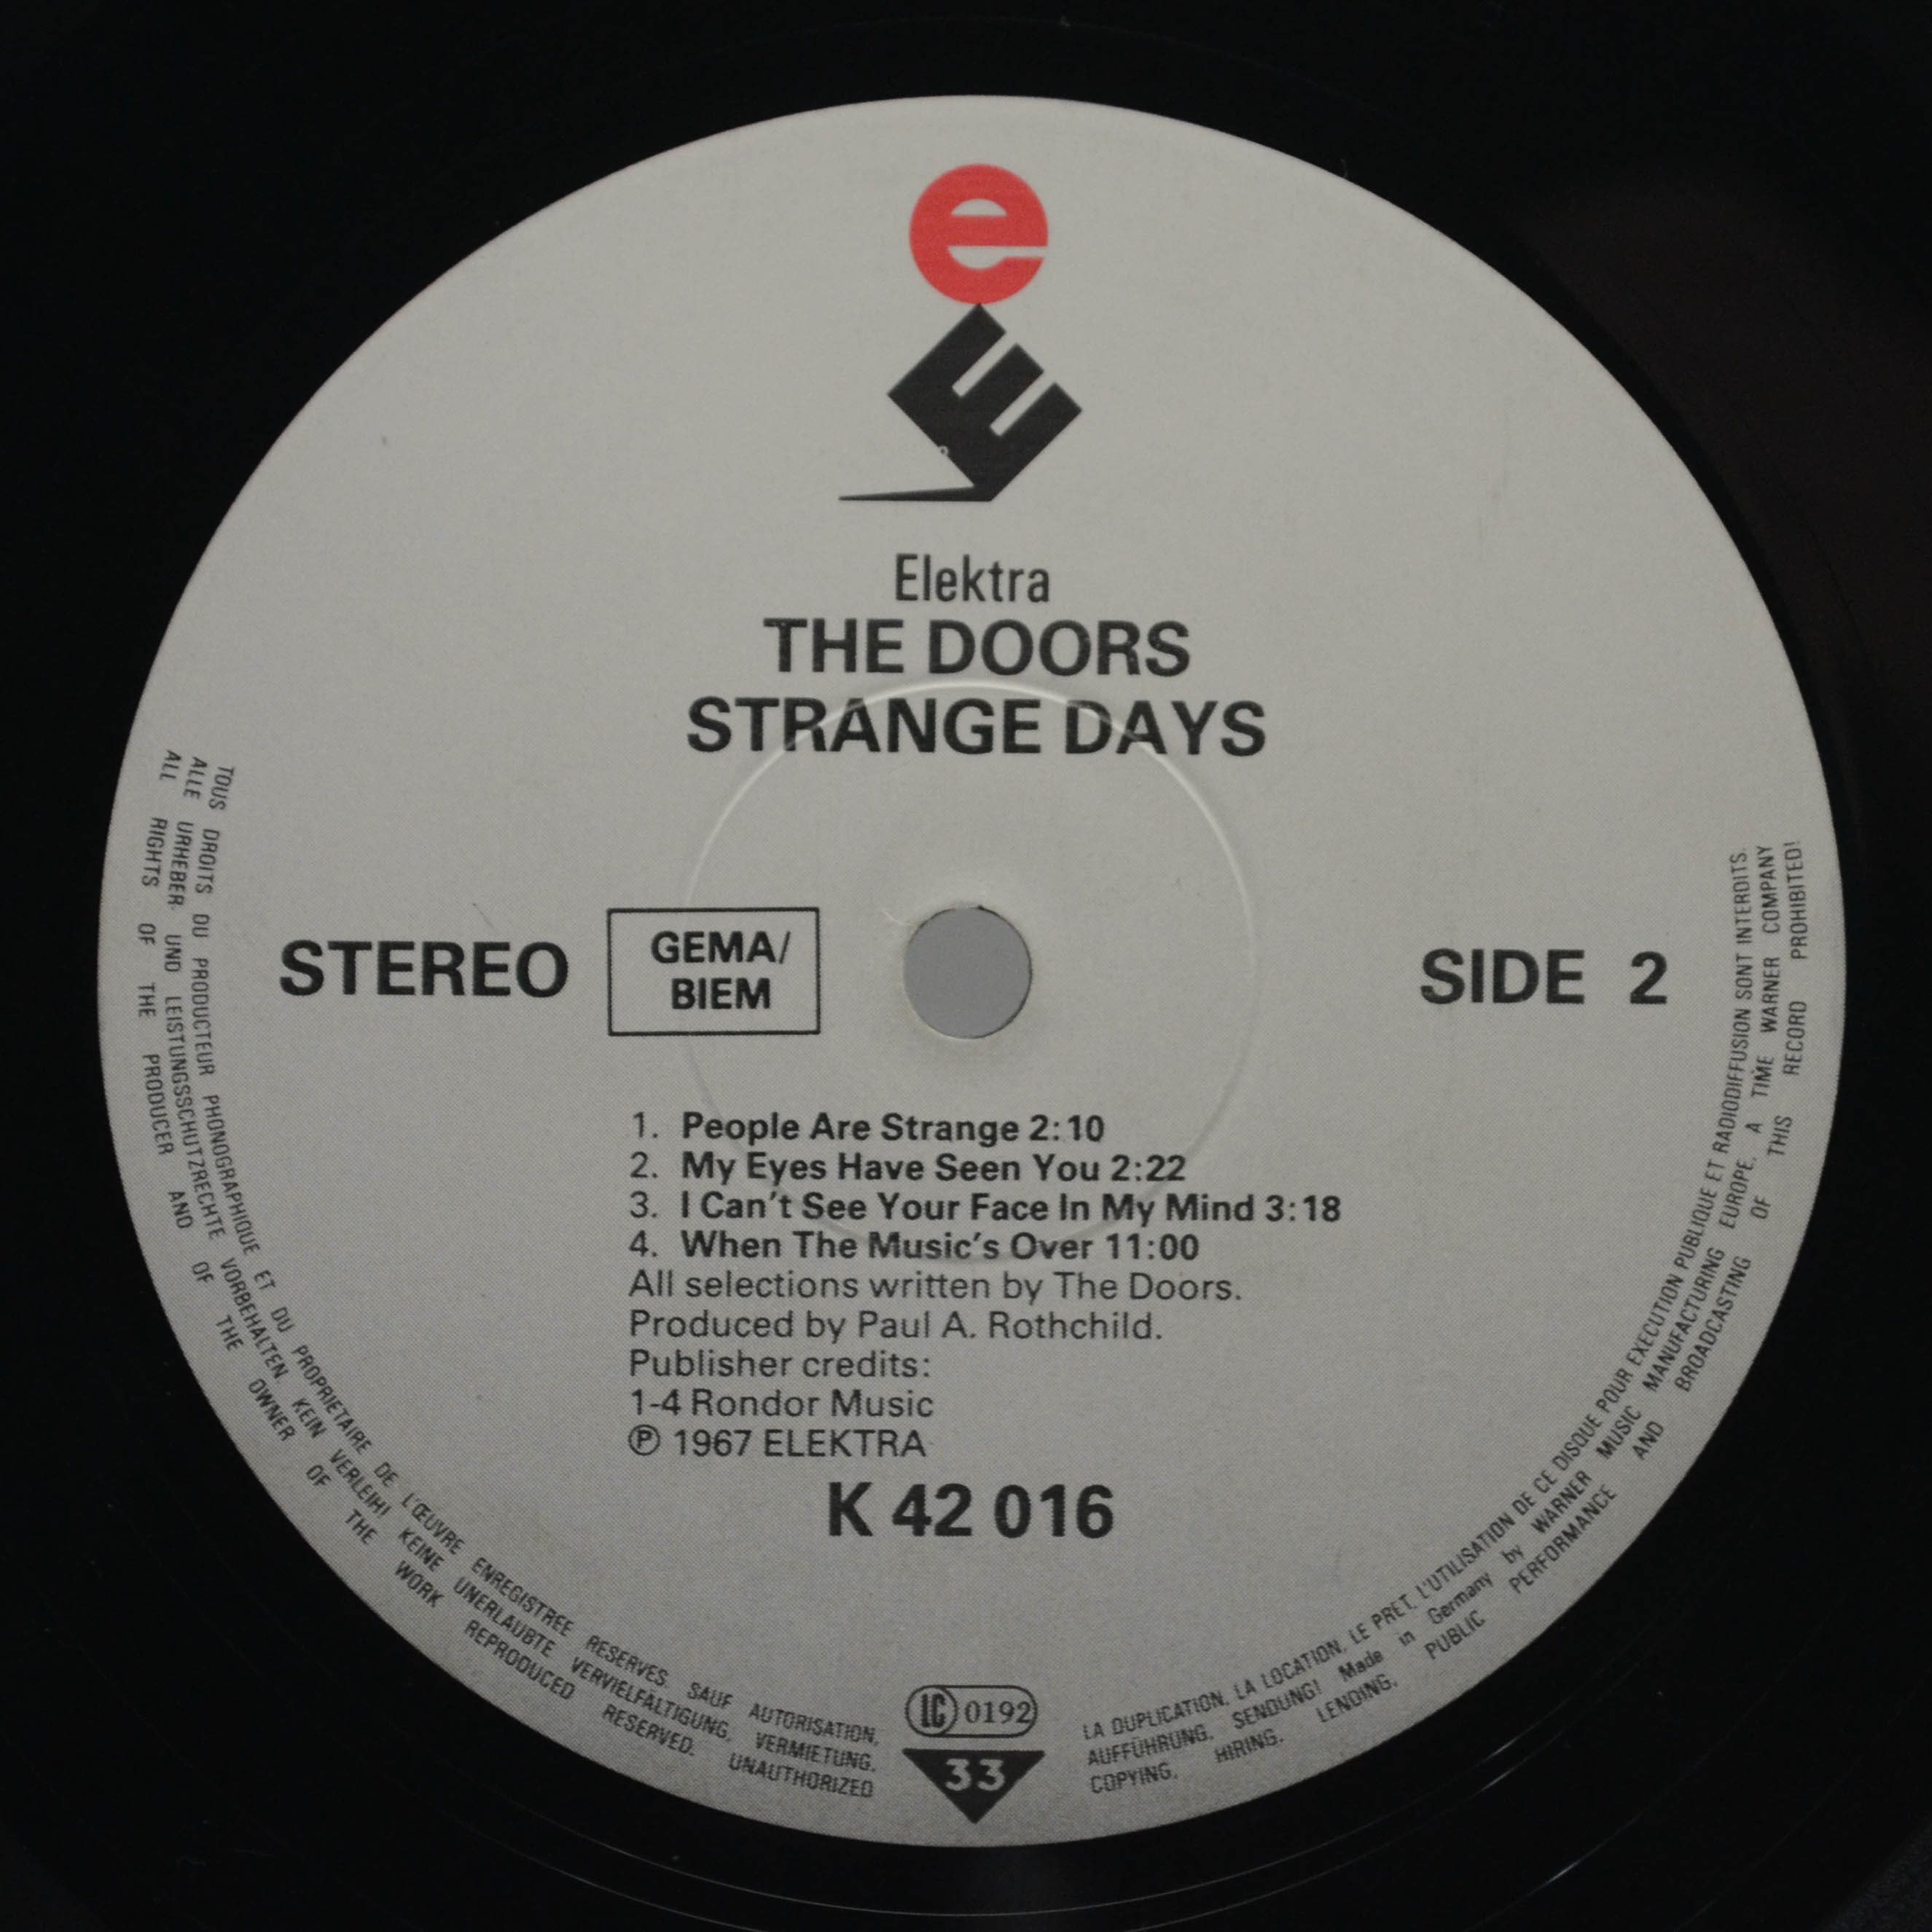 e
E
Elektra
THE DOORS
STRANGE DAYS
STEREO
GEMA/
BIEM
SIDE 2
1. People Are Strange 2:10
2. My Eyes Have Seen You 2:22
3. I Can't See Your Face In My Mind 3:18
4. When The Music's Over 11:00
All selections written by The Doors.
Produced by Paul A. Rothchild.
Publisher credits:
1-4 Rondor Music
℗ 1967 ELEKTRA
K 42 016
TOUS DROITS DU PRODUCTEUR PHONOGRAPHIQUE ET DU PROPRIETAIRE DE L'ŒUVRE ENREGISTREE RESERVES. SAUF AUTORISATION, LA DUPLICATION, LA LOCATION, LE PRET, L'UTILISATION DE CE DISQUE POUR EXECUTION PUBLIQUE ET RADIODIFFUSION SONT INTERDITS.
ALLE URHEBER- UND LEISTUNGSSCHUTZRECHTE VORBEHALTEN. KEIN VERLEIH! KEINE UNERLAUBTE VERVIELFÄLTIGUNG, VERMIETUNG, AUFFÜHRUNG, SENDUNG! Made in Germany by WARNER MUSIC MANUFACTURING EUROPE. A TIME WARNER COMPANY
ALL RIGHTS OF THE PRODUCER AND OF THE OWNER OF THE WORK REPRODUCED RESERVED. UNAUTHORIZED COPYING, HIRING, LENDING, PUBLIC PERFORMANCE AND BROADCASTING OF THIS RECORD PROHIBITED!
LC 0192
33